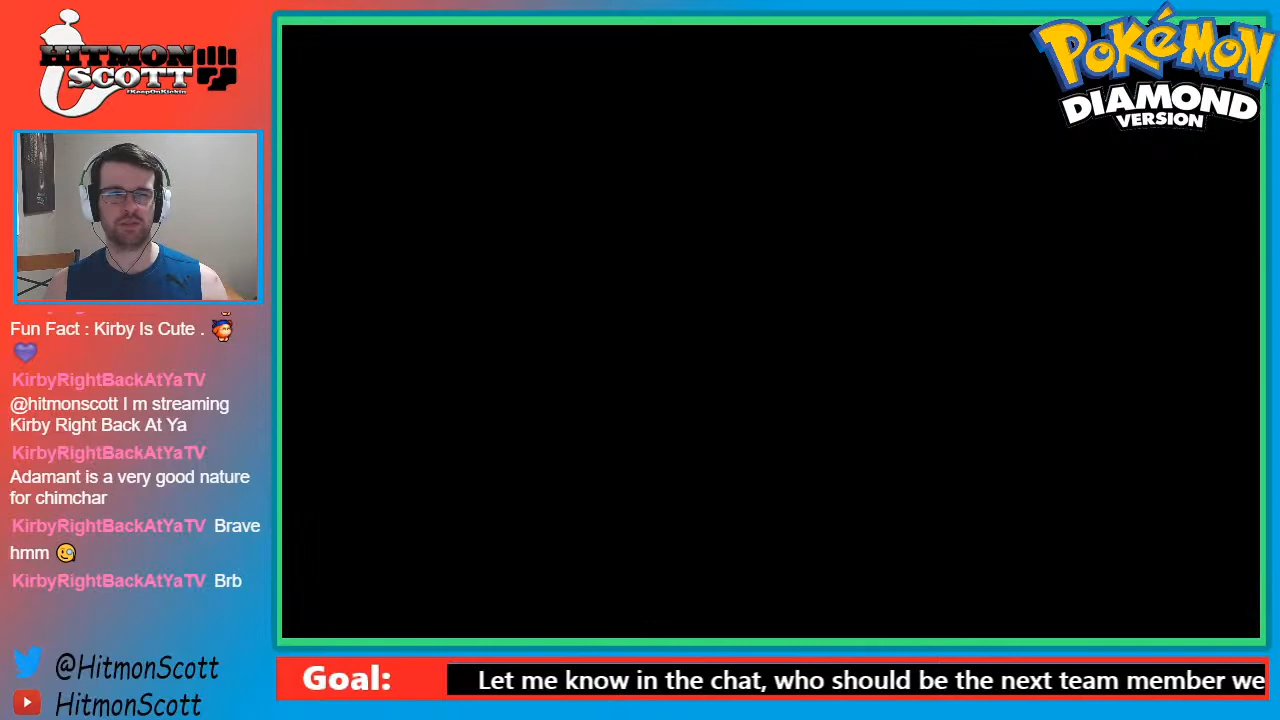 HITMON
SCOTT
#KeepOnKickin
POKÉMON
DIAMOND
VERSION
Fun Fact : Kirby Is Cute .
KirbyRightBackAtYaTV
@hitmonscott I m streaming
Kirby Right Back At Ya
KirbyRightBackAtYaTV
Adamant is a very good nature
for chimchar
KirbyRightBackAtYaTV Brave
hmm
KirbyRightBackAtYaTV Brb
@HitmonScott
HitmonScott
Goal: Let me know in the chat, who should be the next team member we